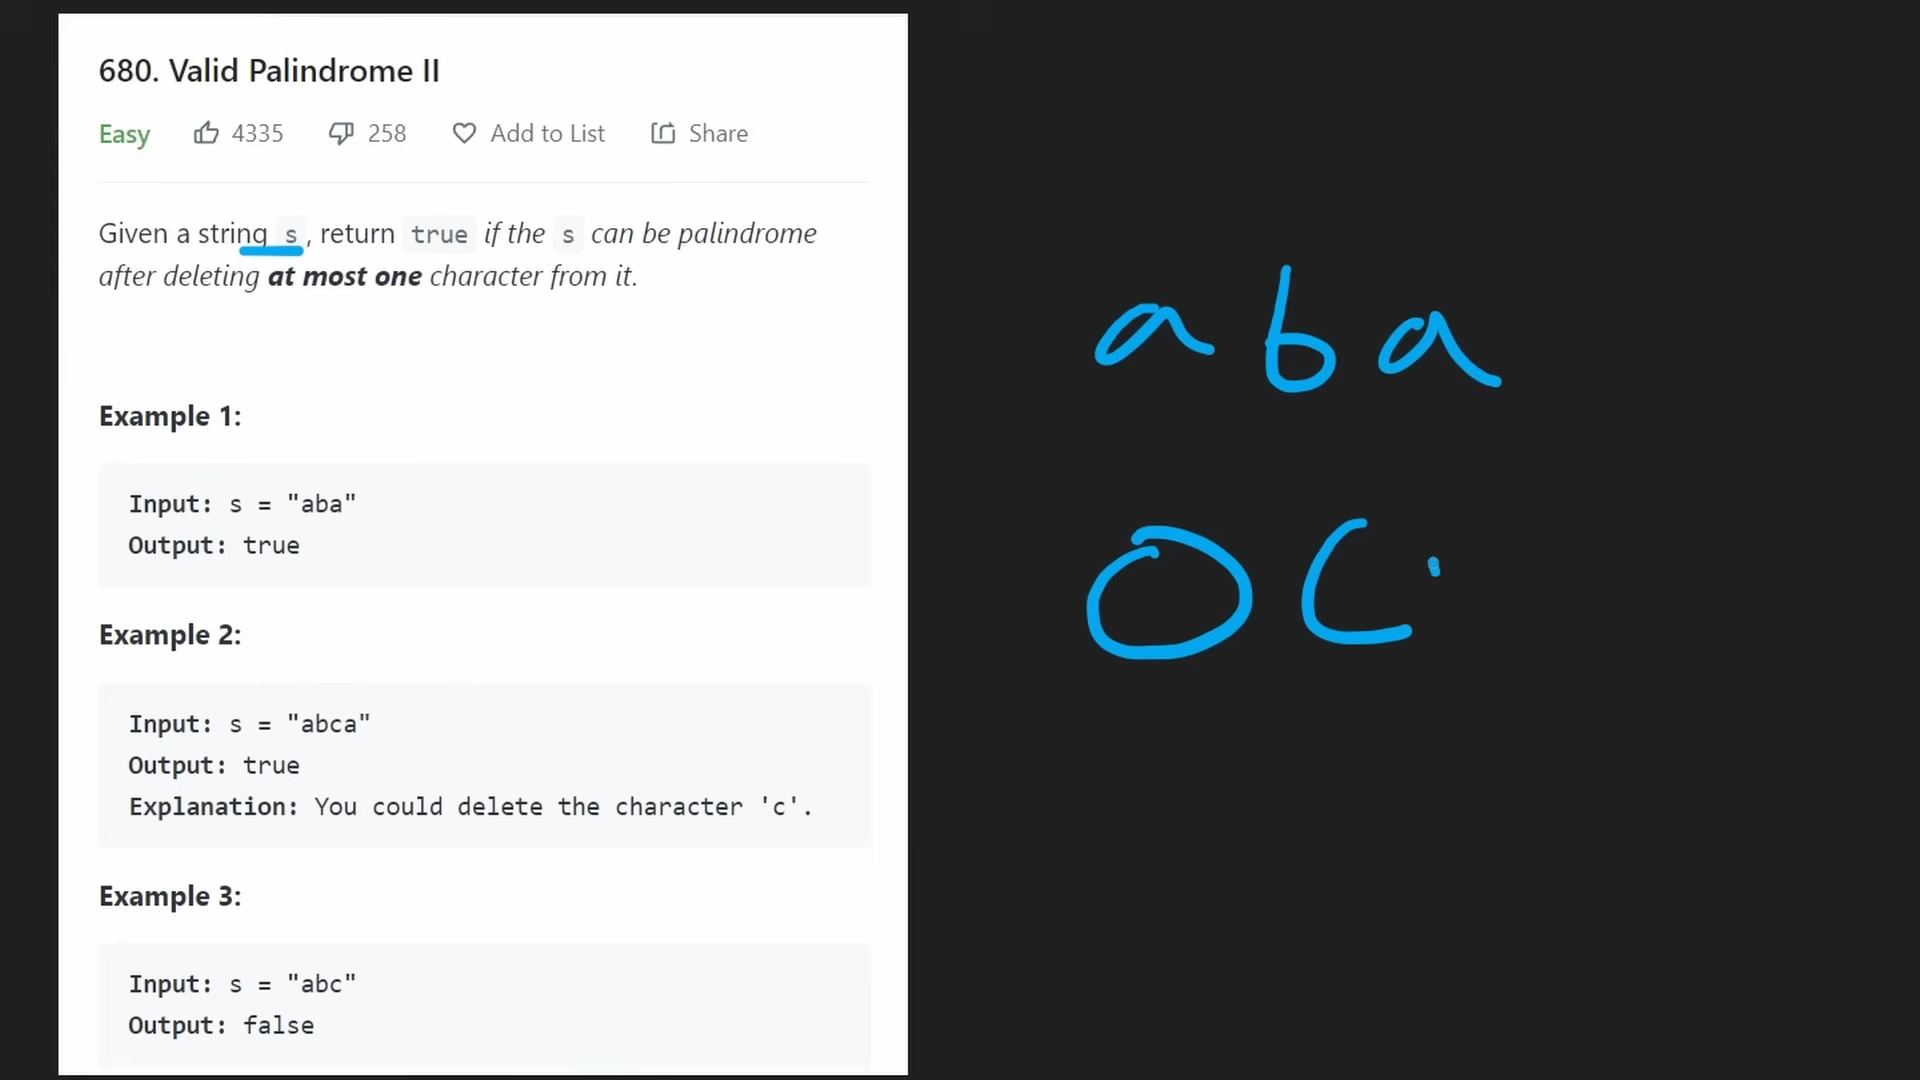 680. Valid Palindrome II
Easy 4335 258 Add to List Share
Given a string s, return true if the s can be palindrome
after deleting at most one character from it.
Example 1:
Input: s = "aba"
Output: true
Example 2:
Input: s = "abca"
Output: true
Explanation: You could delete the character 'c'.
Example 3:
Input: s = "abc"
Output: false
a b a
O C